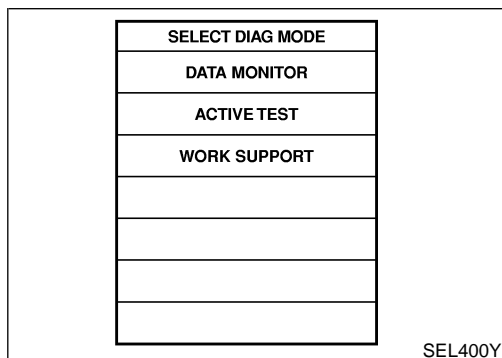 SELECT DIAG MODE
DATA MONITOR
ACTIVE TEST
WORK SUPPORT
SEL400Y